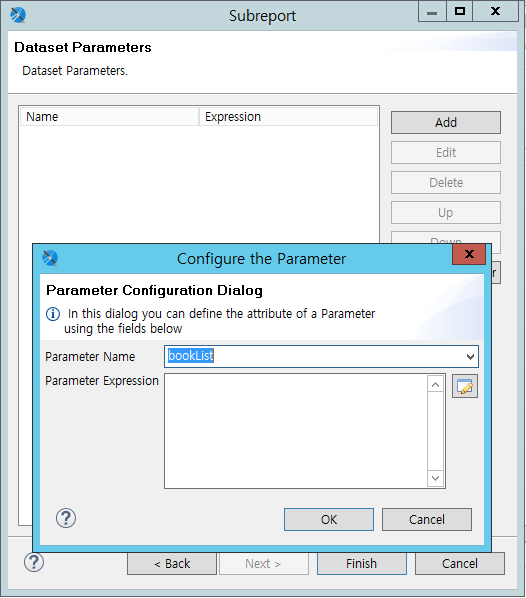 Subreport
Dataset Parameters
Dataset Parameters.
Name Expression
Add
Edit
Delete
Up
Down
Configure the Parameter
Parameter Configuration Dialog
In this dialog you can define the attribute of a Parameter
using the fields below
Parameter Name bookList
Parameter Expression
OK Cancel
< Back Next > Finish Cancel